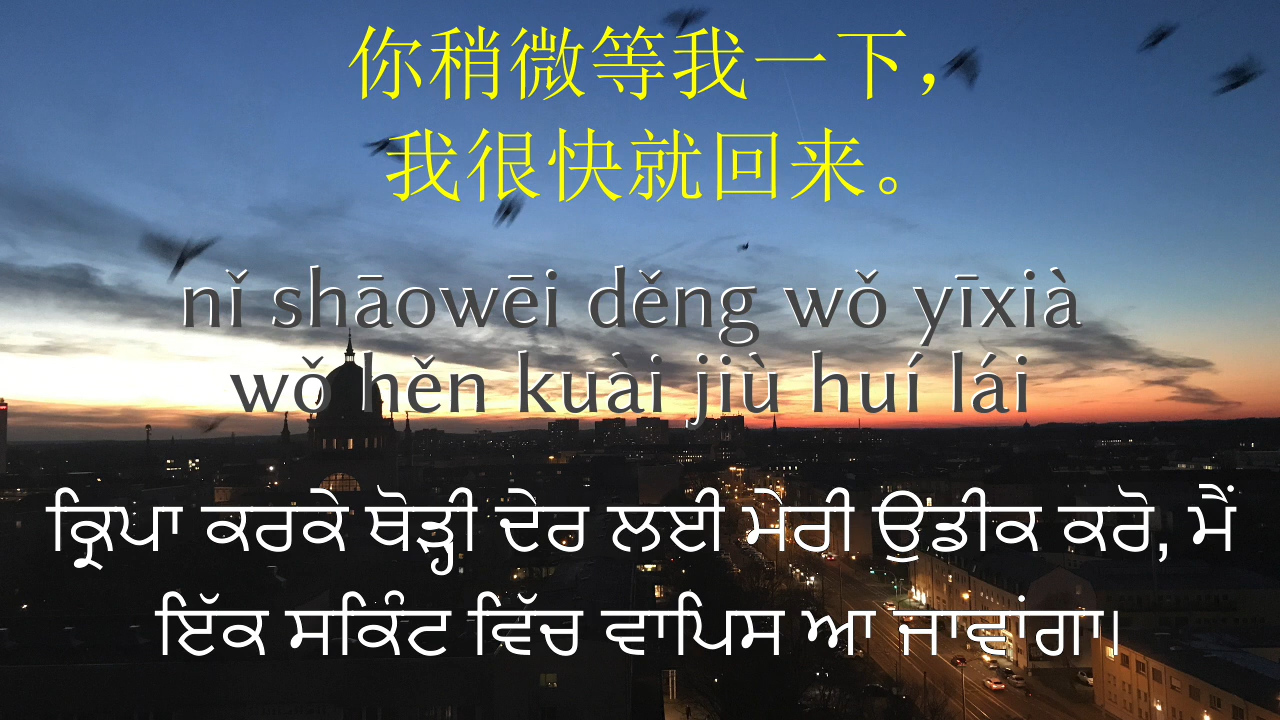 你稍微等我一下，
我很快就回来。
nǐ shāowēi děng wǒ yīxià
wǒ hěn kuài jiù huí lái
ਕ੍ਰਿਪਾ ਕਰਕੇ ਥੋੜ੍ਹੀ ਦੇਰ ਲਈ ਮੇਰੀ ਉਡੀਕ ਕਰੋ, ਮੈਂ
ਇੱਕ ਸਕਿੰਟ ਵਿੱਚ ਵਾਪਿਸ ਆ ਜਾਵਾਂਗਾ।